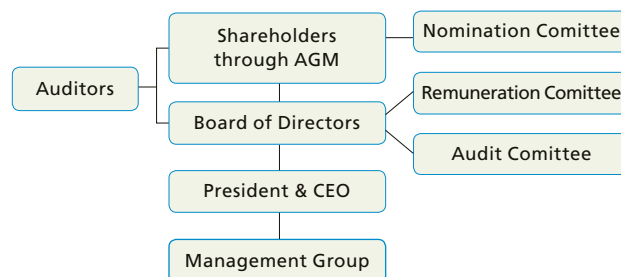 Shareholders
through AGM
Nomination Comittee
Auditors
Remuneration Comittee
Board of Directors
Audit Comittee
President & CEO
Management Group